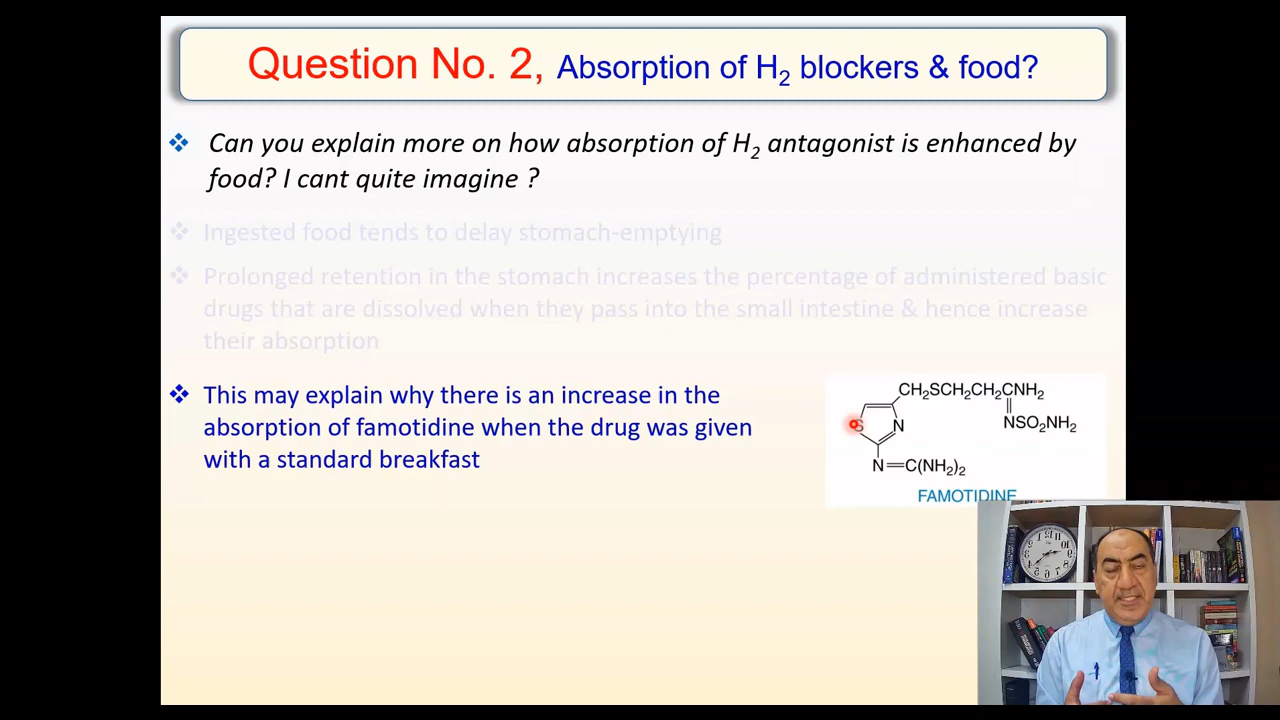 Question No. 2, Absorption of H₂ blockers & food?
❖ Can you explain more on how absorption of H₂ antagonist is enhanced by
food? I cant quite imagine ?
❖ Ingested food tends to delay stomach-emptying
❖ Prolonged retention in the stomach increases the percentage of administered basic
drugs that are dissolved when they pass into the small intestine & hence increase
their absorption
❖ This may explain why there is an increase in the
absorption of famotidine when the drug was given
with a standard breakfast
CH₂SCH₂CH₂CNH₂
S N NSO₂NH₂
N=C(NH₂)₂
FAMOTIDINE